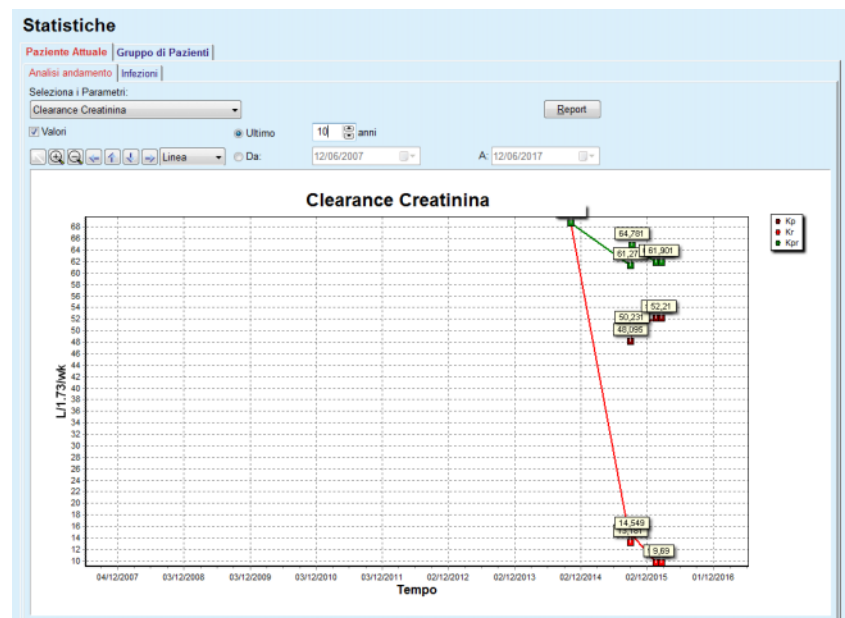 Statistiche
Paziente Attuale Gruppo di Pazienti
Analisi andamento Infezioni
Seleziona i Parametri:
Clearance Creatinina Report
Valori Ultimo 10 anni
Linea Da: 12/06/2007 A: 12/06/2017
Clearance Creatinina
Kp
Kr
Kpr
68
66
64
62
60
58
56
54
52
50
48
46
44
42
40
38
36
34
32
30
28
26
24
22
20
18
16
14
12
10
L/1.73/wk
64,781
61,27
61,901
52,21
50,231
48,095
14,549
9,69
04/12/2007 03/12/2008 03/12/2009 03/12/2010 03/12/2011 02/12/2012 02/12/2013 02/12/2014 02/12/2015 01/12/2016
Tempo